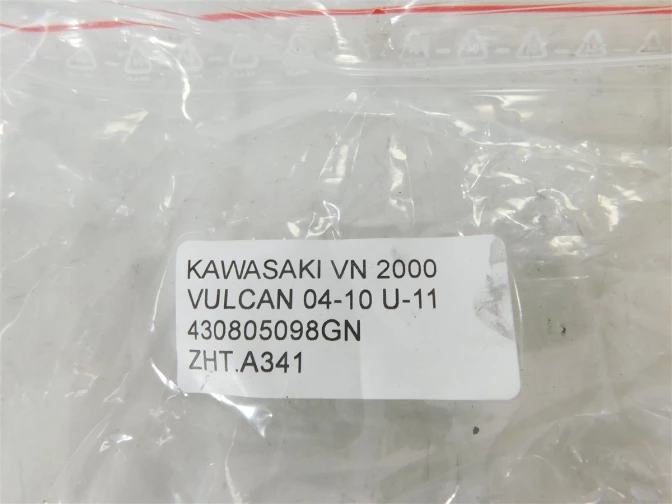 KAWASAKI VN 2000
VULCAN 04-10 U-11
430805098GN
ZHT.A341